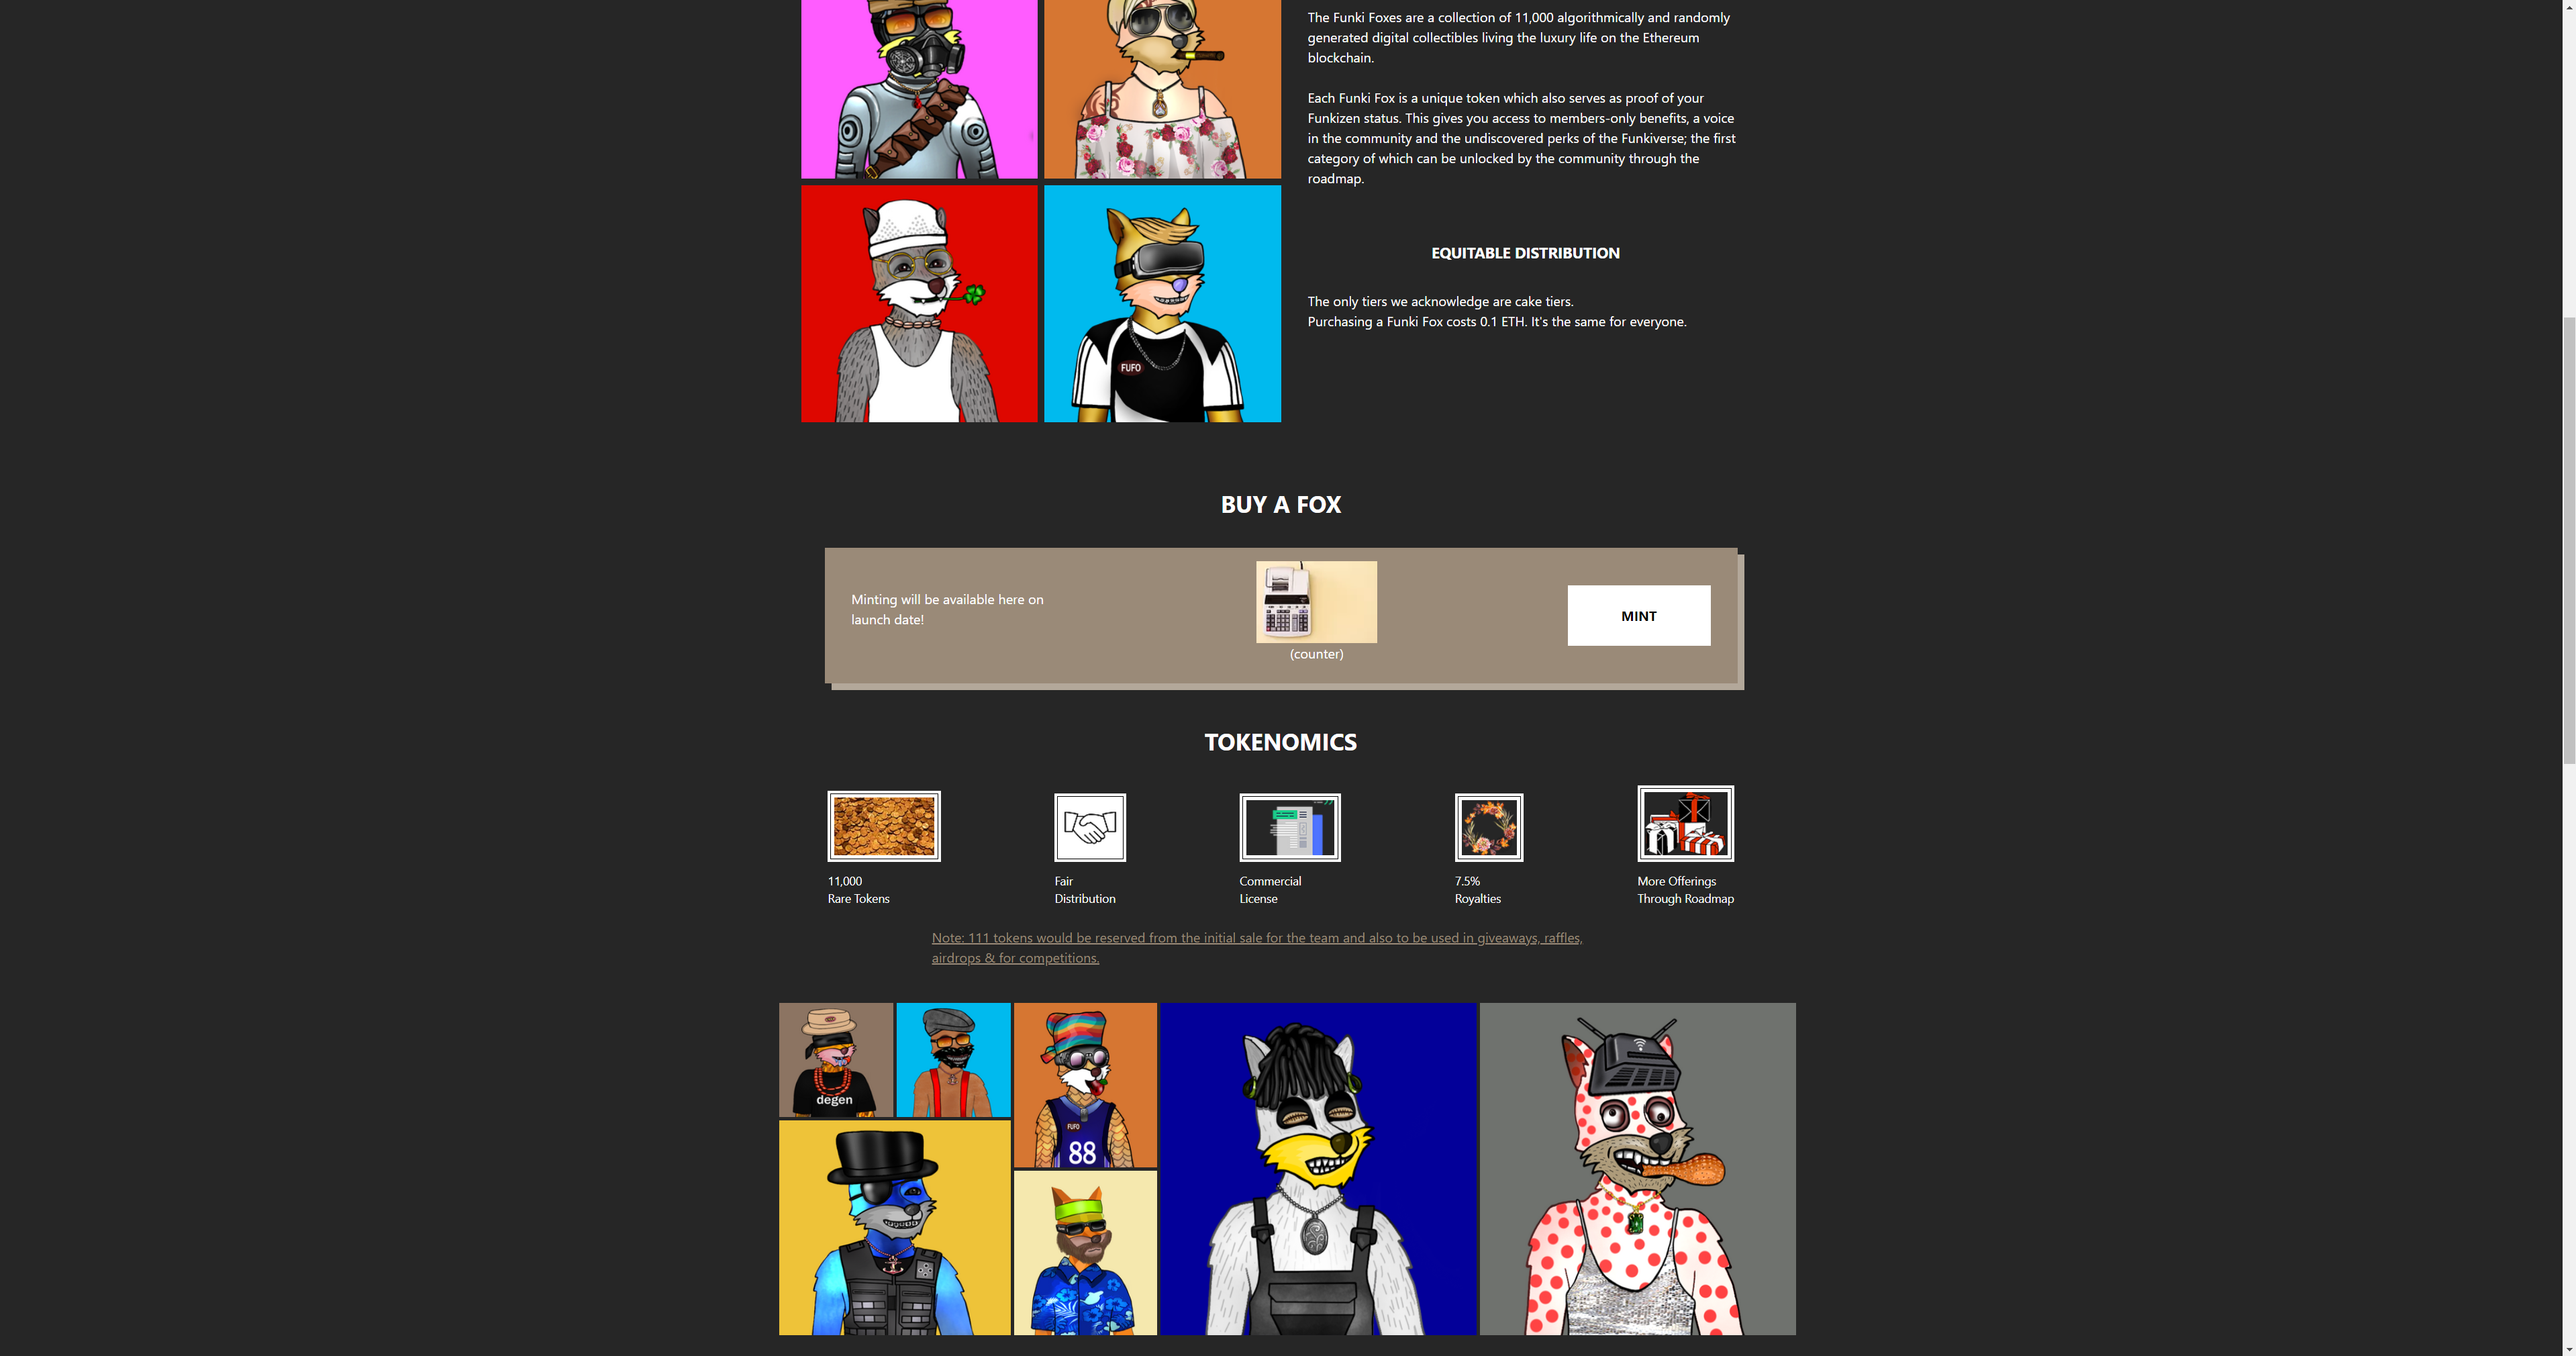 The Funki Foxes are a collection of 11,000 algorithmically and randomly
generated digital collectibles living the luxury life on the Ethereum
blockchain.
Each Funki Fox is a unique token which also serves as proof of your
Funkizen status. This gives you access to members-only benefits, a voice
in the community and the undiscovered perks of the Funkiverse; the first
category of which can be unlocked by the community through the
roadmap.
EQUITABLE DISTRIBUTION
The only tiers we acknowledge are cake tiers.
Purchasing a Funki Fox costs 0.1 ETH. It's the same for everyone.
FUFO
BUY A FOX
Minting will be available here on
launch date!
(counter)
MINT
TOKENOMICS
11,000
Rare Tokens
Fair
Distribution
Commercial
License
7.5%
Royalties
More Offerings
Through Roadmap
Note: 111 tokens would be reserved from the initial sale for the team and also to be used in giveaways, raffles,
airdrops & for competitions.
degen
FUFO
88